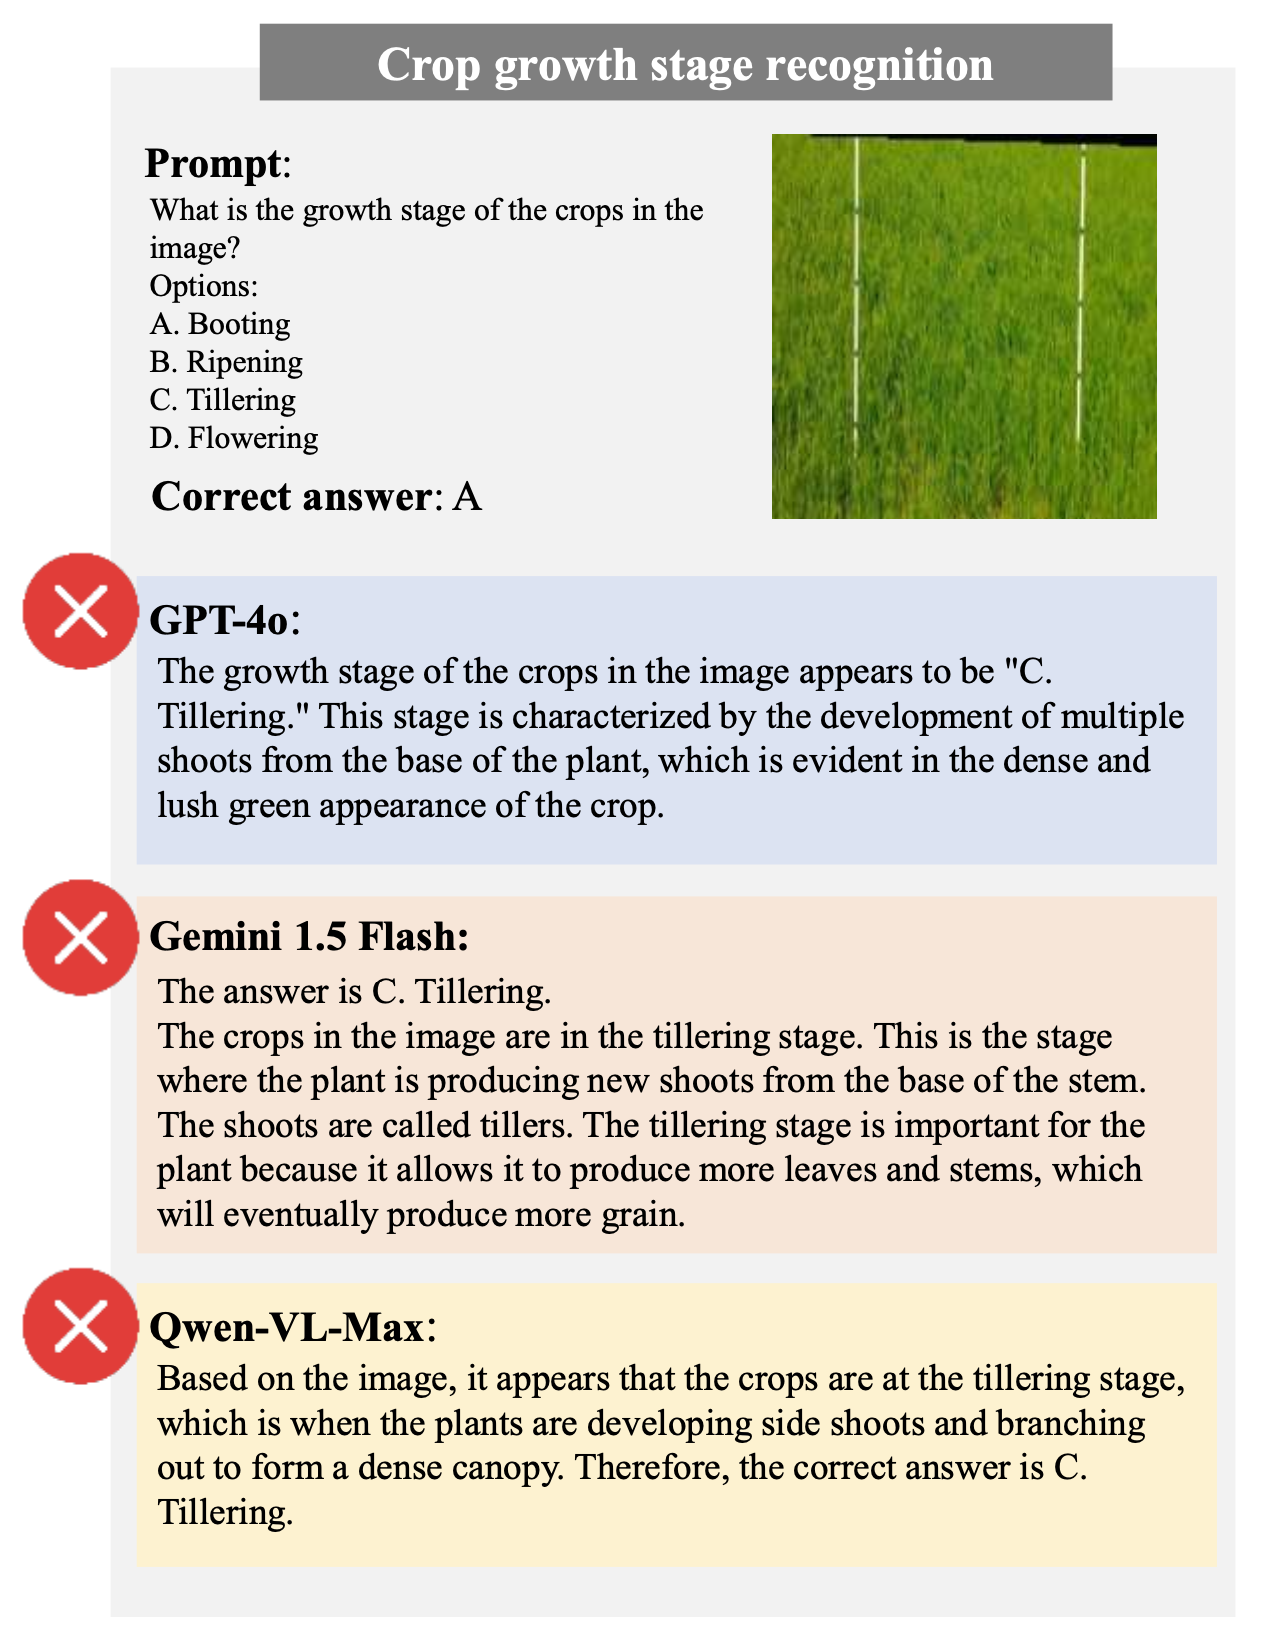 Crop growth stage recognition
Prompt:
What is the growth stage of the crops in the
image?
Options:
A. Booting
B. Ripening
C. Tillering
D. Flowering
Correct answer: A
GPT-4o:
The growth stage of the crops in the image appears to be "C.
Tillering." This stage is characterized by the development of multiple
shoots from the base of the plant, which is evident in the dense and
lush green appearance of the crop.
Gemini 1.5 Flash:
The answer is C. Tillering.
The crops in the image are in the tillering stage. This is the stage
where the plant is producing new shoots from the base of the stem.
The shoots are called tillers. The tillering stage is important for the
plant because it allows it to produce more leaves and stems, which
will eventually produce more grain.
Qwen-VL-Max:
Based on the image, it appears that the crops are at the tillering stage,
which is when the plants are developing side shoots and branching
out to form a dense canopy. Therefore, the correct answer is C.
Tillering.